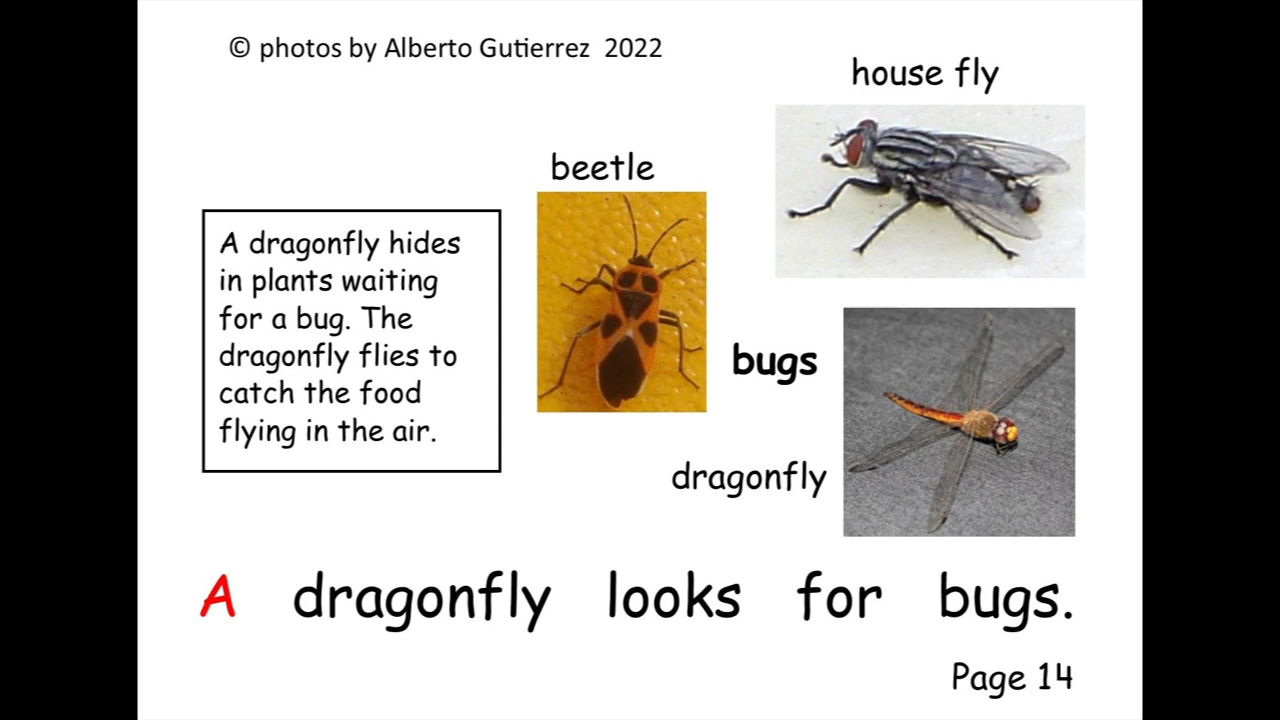 © photos by Alberto Gutierrez 2022
house fly
beetle
A dragonfly hides
in plants waiting
for a bug. The
dragonfly flies to
catch the food
flying in the air.
bugs
dragonfly
A dragonfly looks for bugs.
Page 14